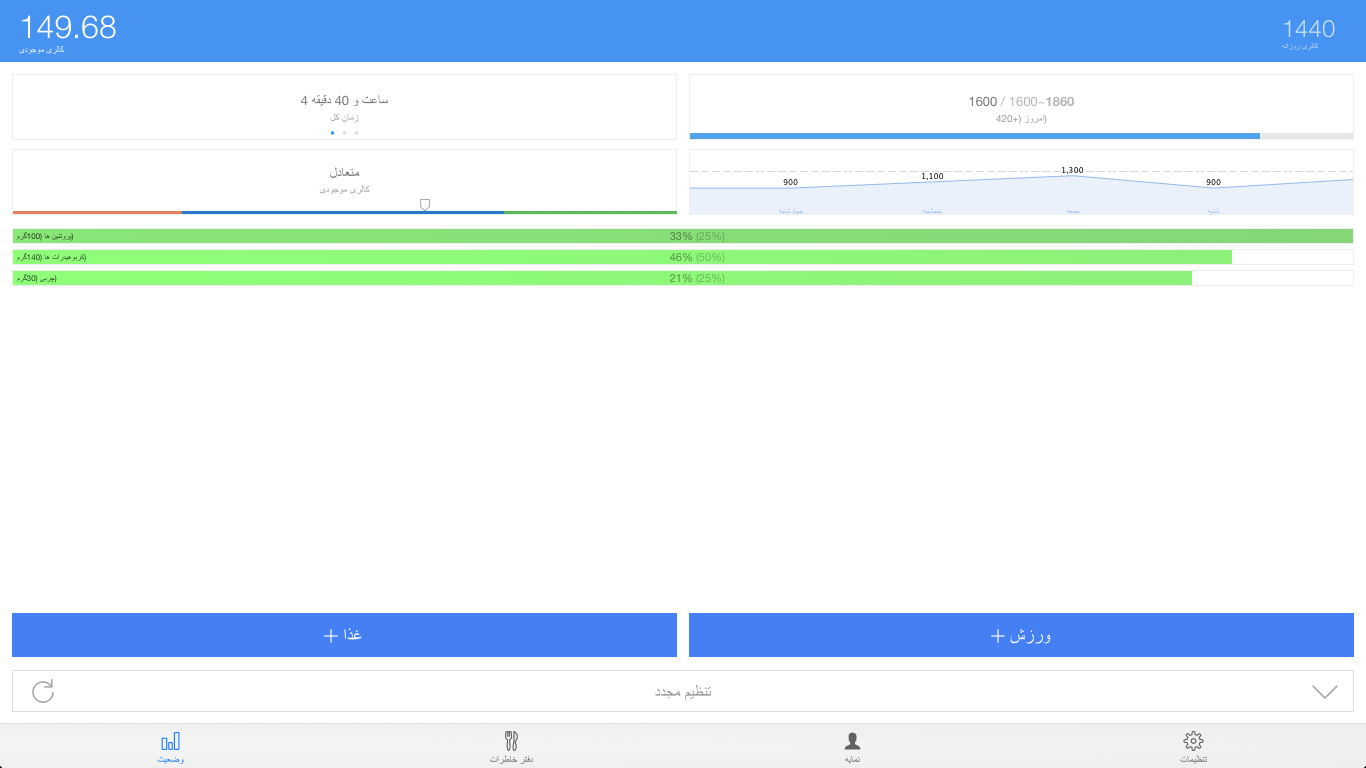 149.68
کالری موجودی
1440
کالری روزانه
ساعت و 40 دقیقه 4
زمان کل
1600 / 1600~1860
(امروز (+420
متعادل
کالری موجودی
900
1,100
1,300
900
چهارشنبه
پنجشنبه
جمعه
شنبه
(پروتئین ها (100گرم
33% (25%)
(کربوهیدرات ها (140گرم
46% (50%)
(چربی (30گرم
21% (25%)
غذا +
ورزش +
تنظیم مجدد
وضعیت
دفتر خاطرات
نمایه
تنظیمات